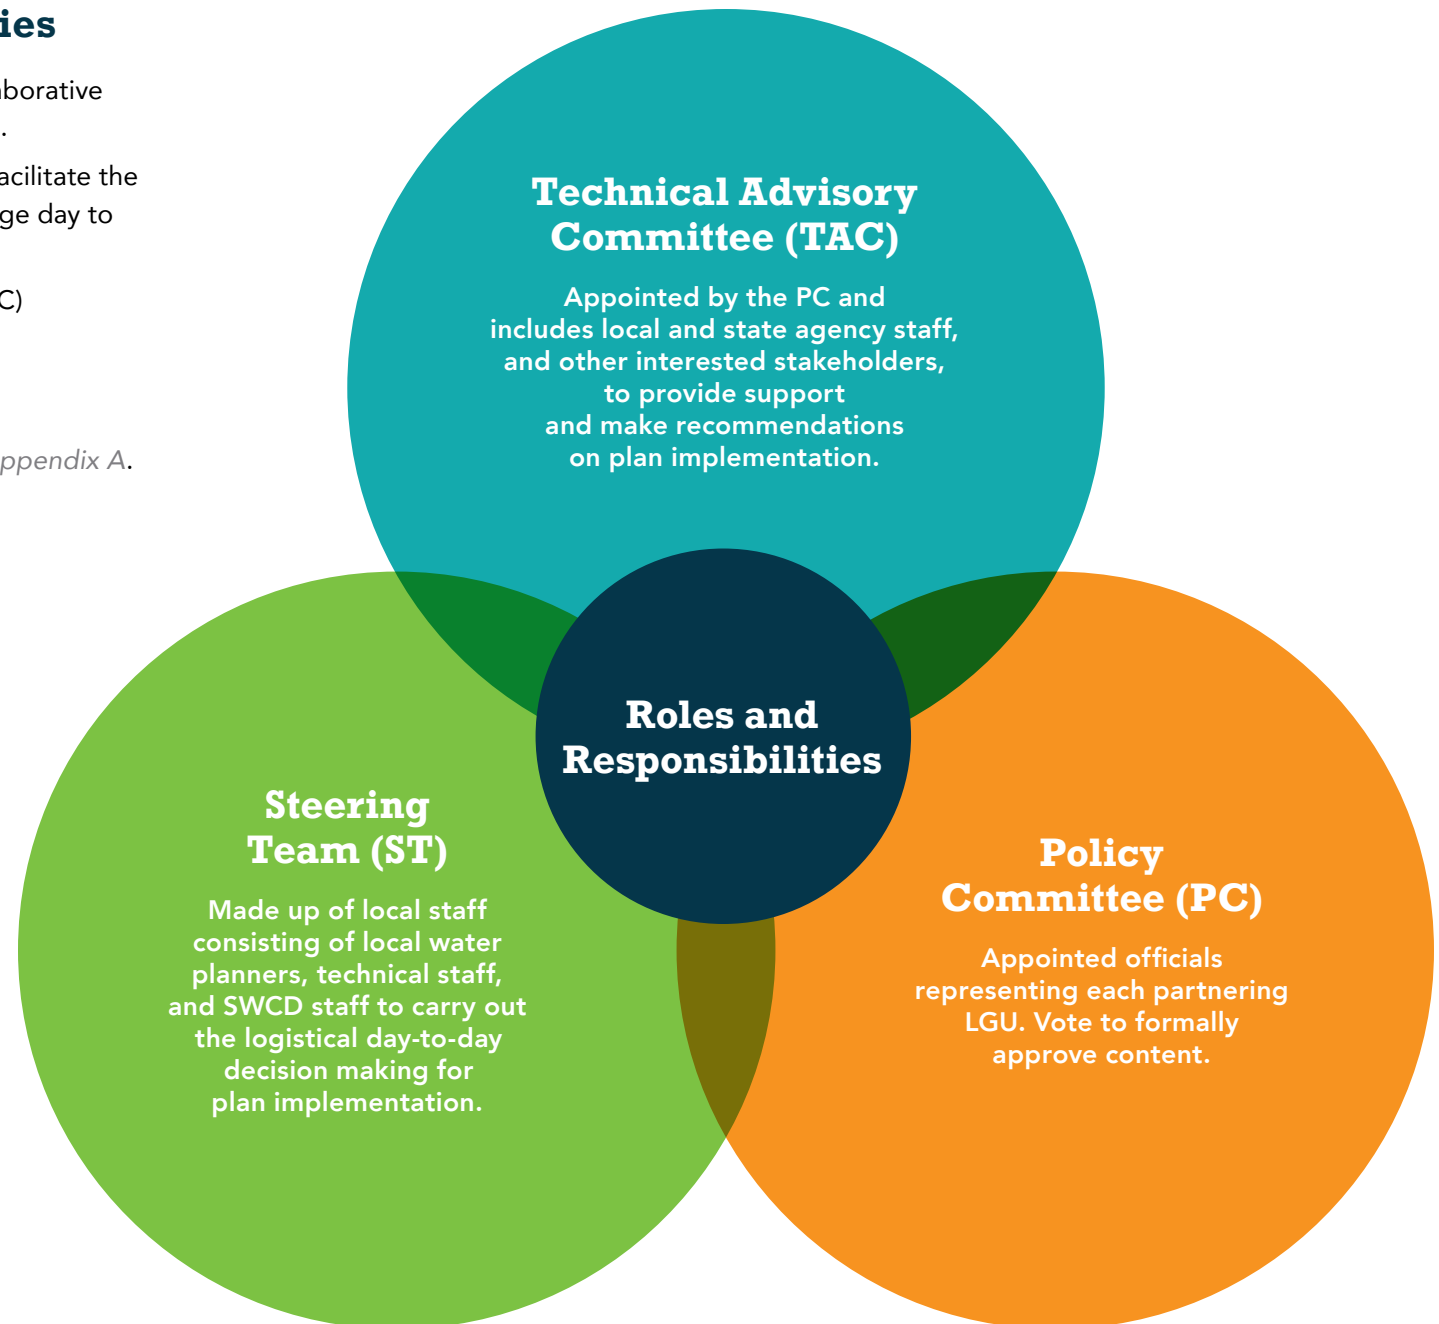 ies
aborative
.
acilitate the
ge day to
C)
ppendix A.
Technical Advisory
Committee (TAC)
Appointed by the PC and
includes local and state agency staff,
and other interested stakeholders,
to provide support
and make recommendations
on plan implementation.
Roles and
Responsibilities
Steering
Team (ST)
Made up of local staff
consisting of local water
planners, technical staff,
and SWCD staff to carry out
the logistical day-to-day
decision making for
plan implementation.
Policy
Committee (PC)
Appointed officials
representing each partnering
LGU. Vote to formally
approve content.